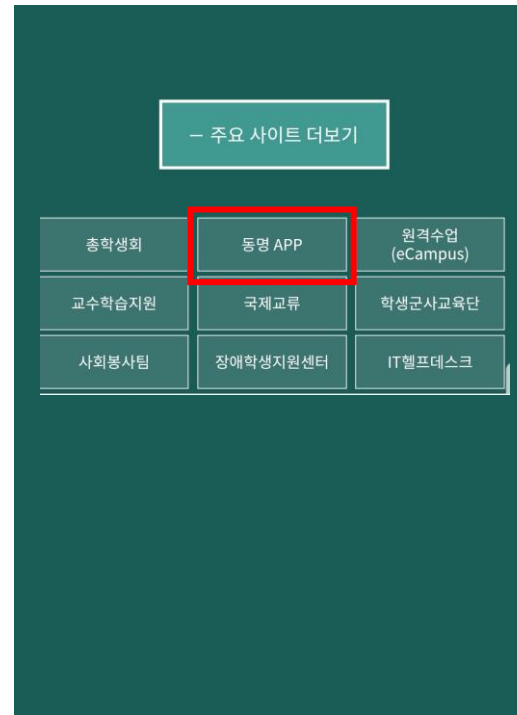 – 주요 사이트 더보기
총학생회
동명 APP
원격수업
(eCampus)
교수학습지원
국제교류
학생군사교육단
사회봉사팀
장애학생지원센터
IT헬프데스크